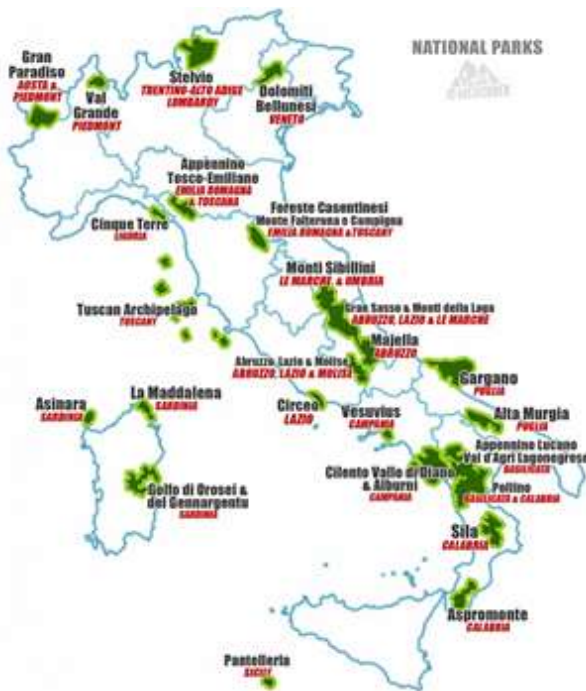 NATIONAL PARKS
Gran
Paradiso
AOSTA &
PIEDMONT
Val
Grande
PIEDMONT
Stelvio
TRENTINO-ALTO ADIGE
LOMBARDY
Dolomiti
Bellunesi
VENETO
Appennino
Tosco-Emiliano
EMILIA ROMAGNA
& TOSCANA
Cinque Terre
LIGURIA
Foreste Casentinesi
Monte Falterona e Campigna
EMILIA ROMAGNA & TUSCANY
Monti Sibillini
LE MARCHE & UMBRIA
Tuscan Archipelago
TUSCANY
Gran Sasso & Monti della Laga
ABRUZZO, LAZIO & LE MARCHE
Majella
ABRUZZO
Abruzzo, Lazio & Molise
ABRUZZO, LAZIO & MOLISE
Gargano
PUGLIA
Asinara
SARDINIA
La Maddalena
SARDINIA
Circeo
LAZIO
Vesuvius
CAMPANIA
Alta Murgia
PUGLIA
Appennino Lucano
Val d'Agri Lagonegrese
BASILICATA
Cilento Vallo di Diano
& Alburni
CAMPANIA
Pollino
BASILICATA & CALABRIA
Golfo di Orosei &
del Gennargentu
SARDINIA
Sila
CALABRIA
Aspromonte
CALABRIA
Pantelleria
SICILY